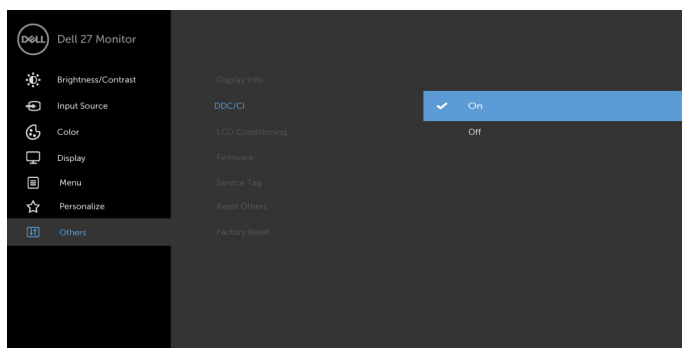 DELL
Dell 27 Monitor
Brightness/Contrast
Input Source
Color
Display
Menu
Personalize
Others
Display Info
DDC/CI
LCD Conditioning
Firmware
Service Tag
Reset Others
Factory Reset
On
Off